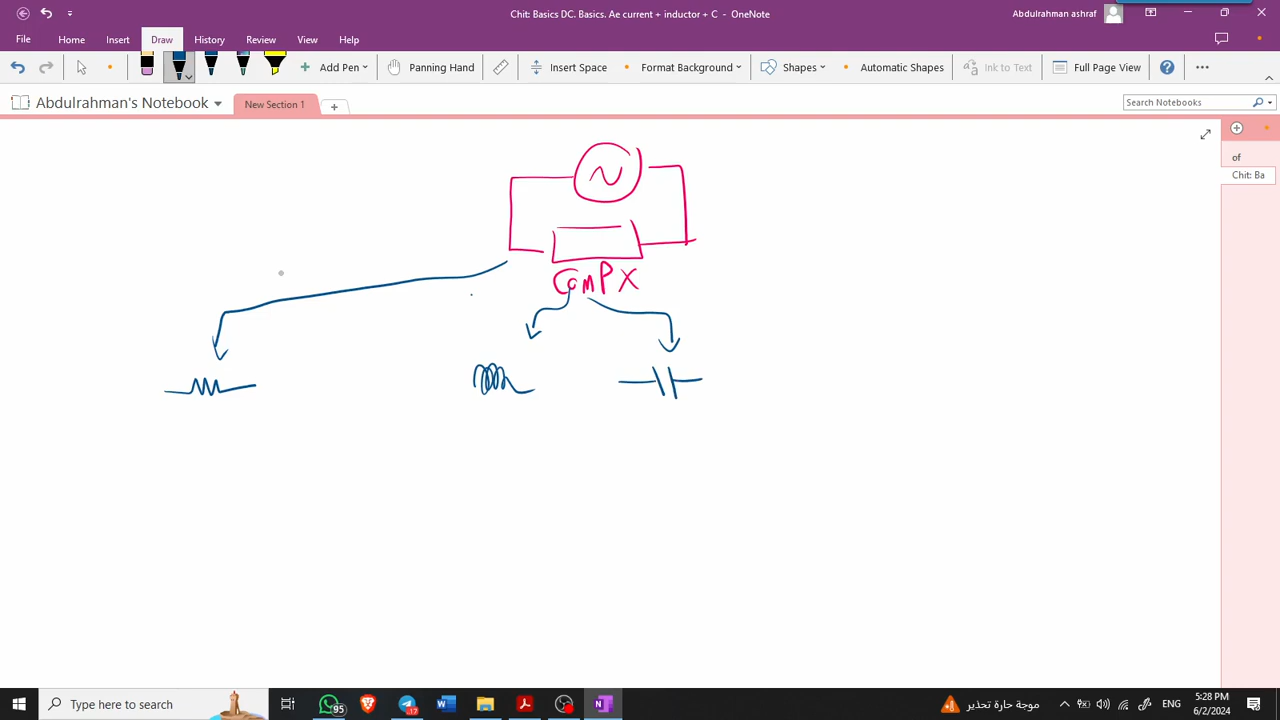 Chit: Basics DC. Basics. Ae current + inductor + C - OneNote
Abdulrahman ashraf
File Home Insert Draw History Review View Help
Add Pen Panning Hand Insert Space Format Background Shapes Automatic Shapes Ink to Text Full Page View
Abdulrahman's Notebook New Section 1
Search Notebooks
of
Chit: Ba
ComP X
Type here to search
95
17
موجة حارة تحذير
ENG
5:28 PM
6/2/2024